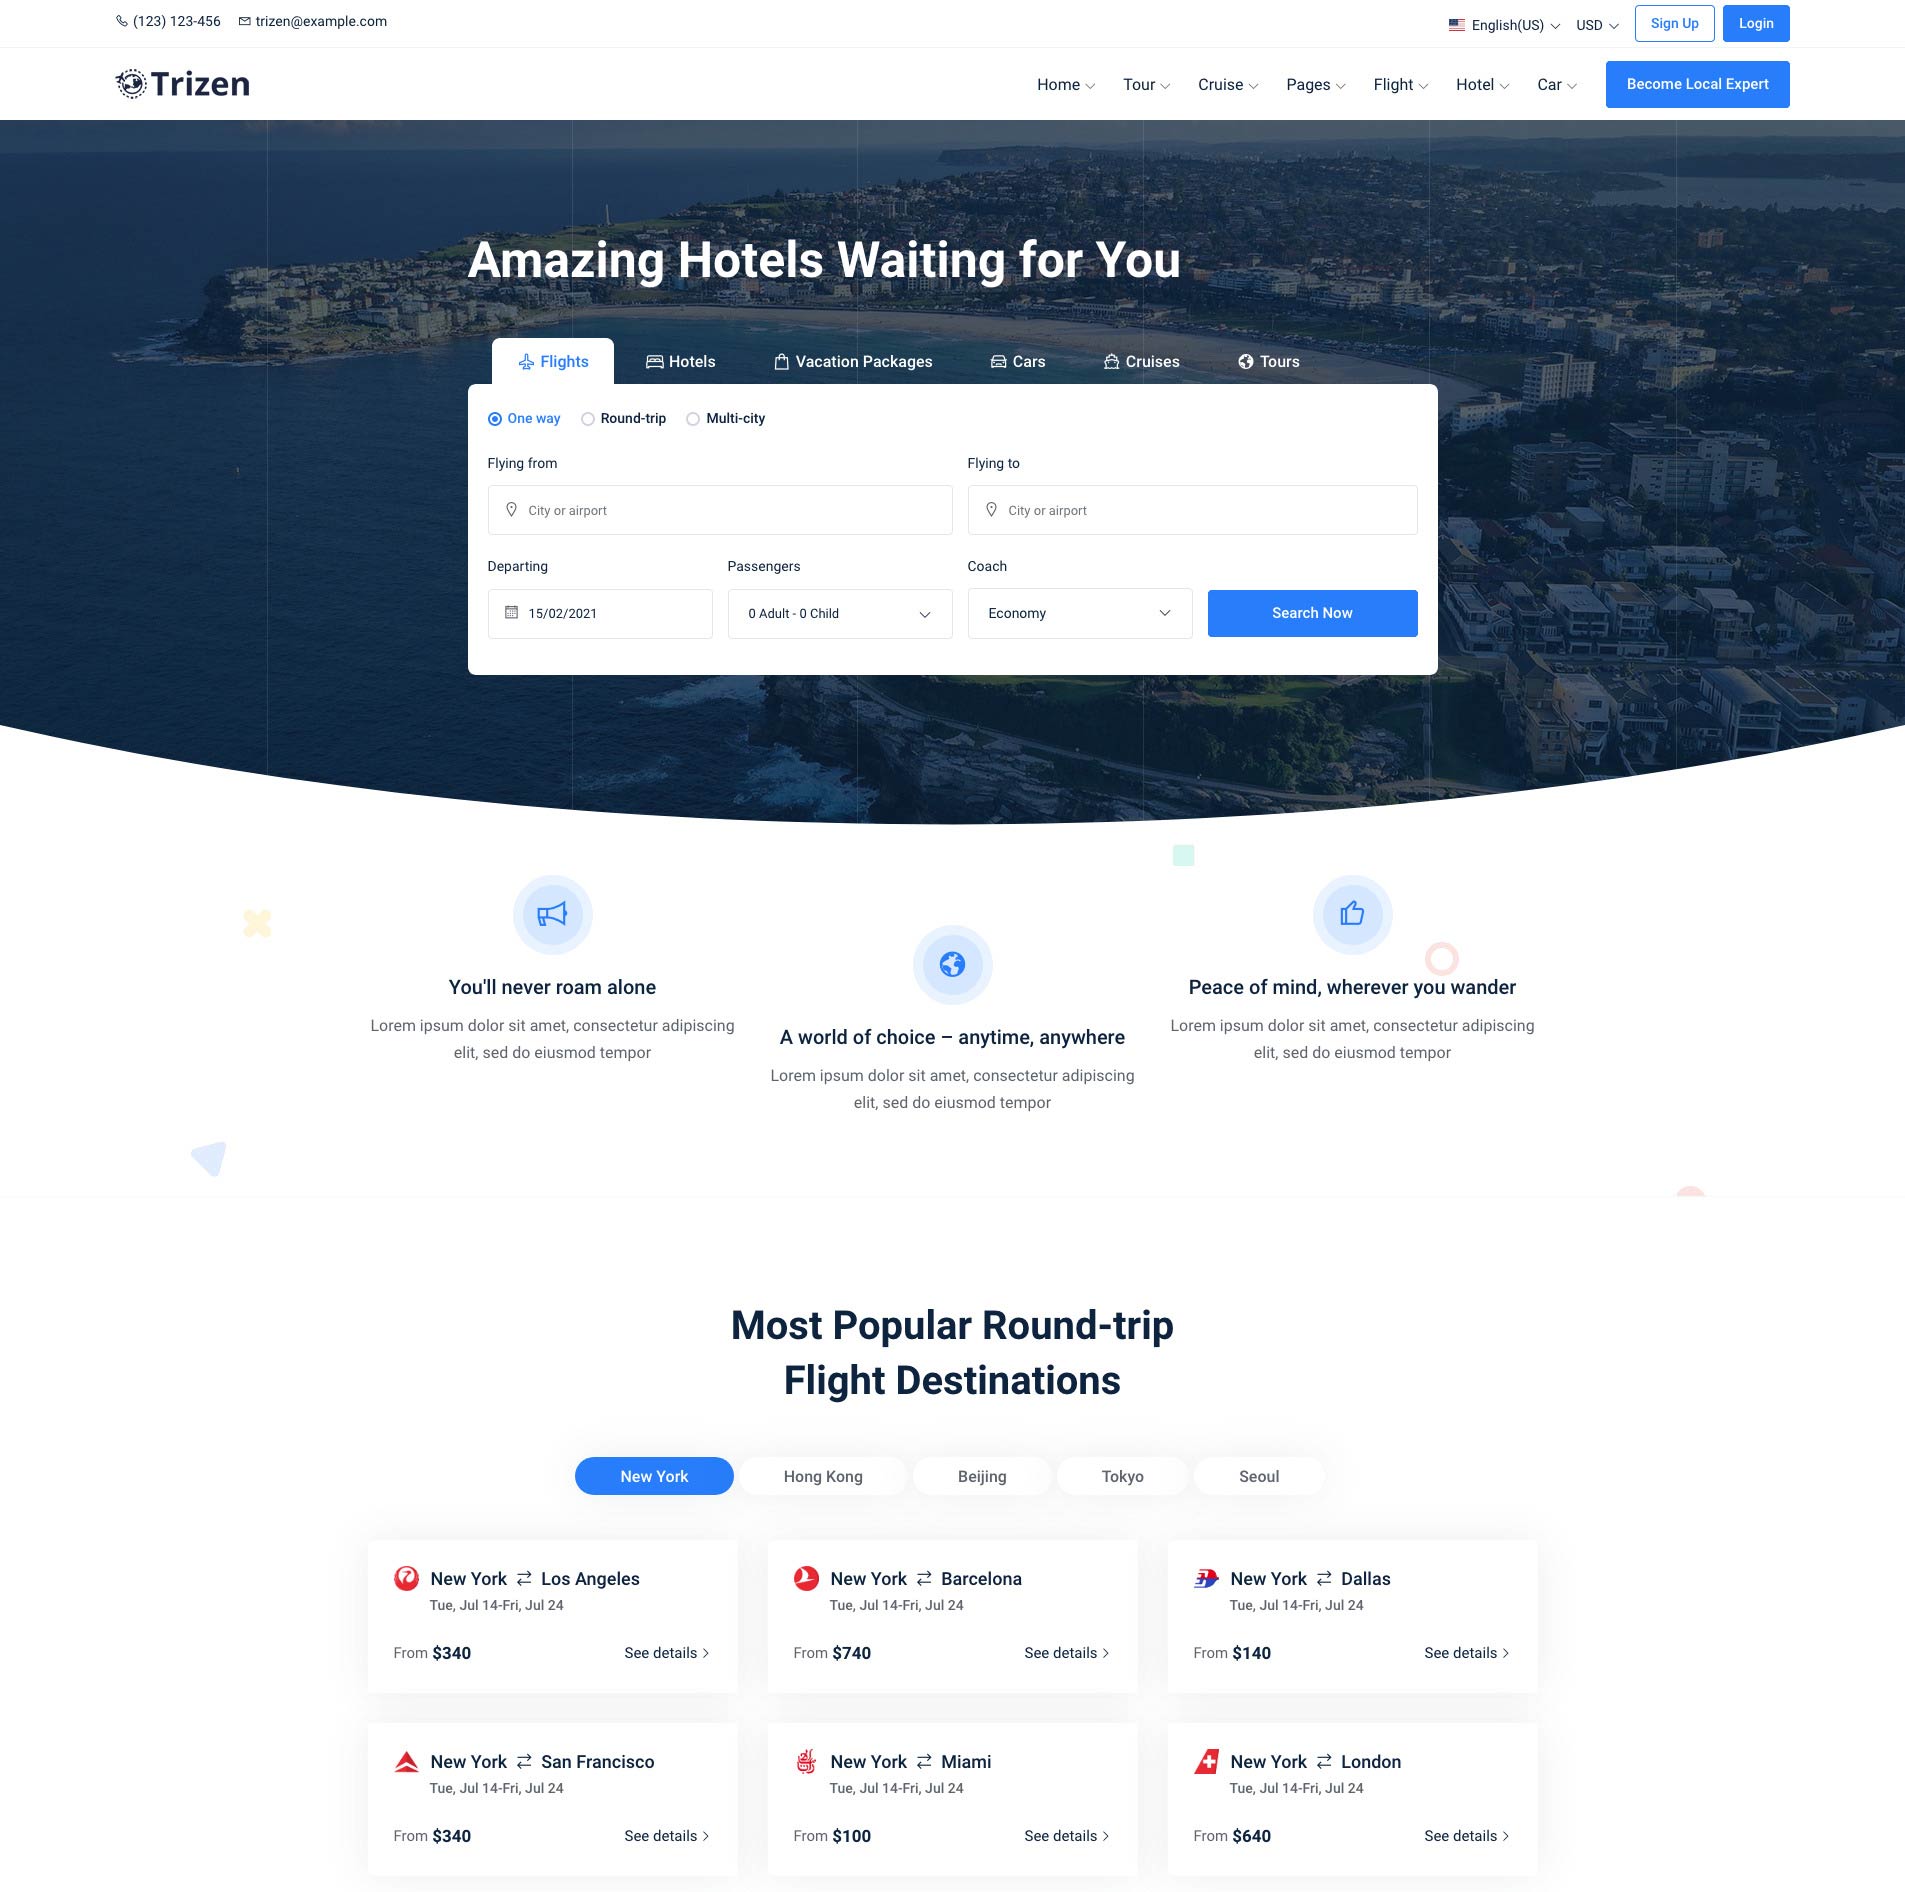 (123) 123-456 trizen@example.com English(US) USD Sign Up Login
Trizen Home Tour Cruise Pages Flight Hotel Car Become Local Expert
Amazing Hotels Waiting for You
Flights Hotels Vacation Packages Cars Cruises Tours
One way Round-trip Multi-city
Flying from Flying to
City or airport City or airport
Departing Passengers Coach
15/02/2021 0 Adult - 0 Child Economy Search Now
You'll never roam alone
Lorem ipsum dolor sit amet, consectetur adipiscing
elit, sed do eiusmod tempor
A world of choice – anytime, anywhere
Lorem ipsum dolor sit amet, consectetur adipiscing
elit, sed do eiusmod tempor
Peace of mind, wherever you wander
Lorem ipsum dolor sit amet, consectetur adipiscing
elit, sed do eiusmod tempor
Most Popular Round-trip
Flight Destinations
New York Hong Kong Beijing Tokyo Seoul
New York Los Angeles
Tue, Jul 14-Fri, Jul 24
From $340 See details
New York Barcelona
Tue, Jul 14-Fri, Jul 24
From $740 See details
New York Dallas
Tue, Jul 14-Fri, Jul 24
From $140 See details
New York San Francisco
Tue, Jul 14-Fri, Jul 24
From $340 See details
New York Miami
Tue, Jul 14-Fri, Jul 24
From $100 See details
New York London
Tue, Jul 14-Fri, Jul 24
From $640 See details